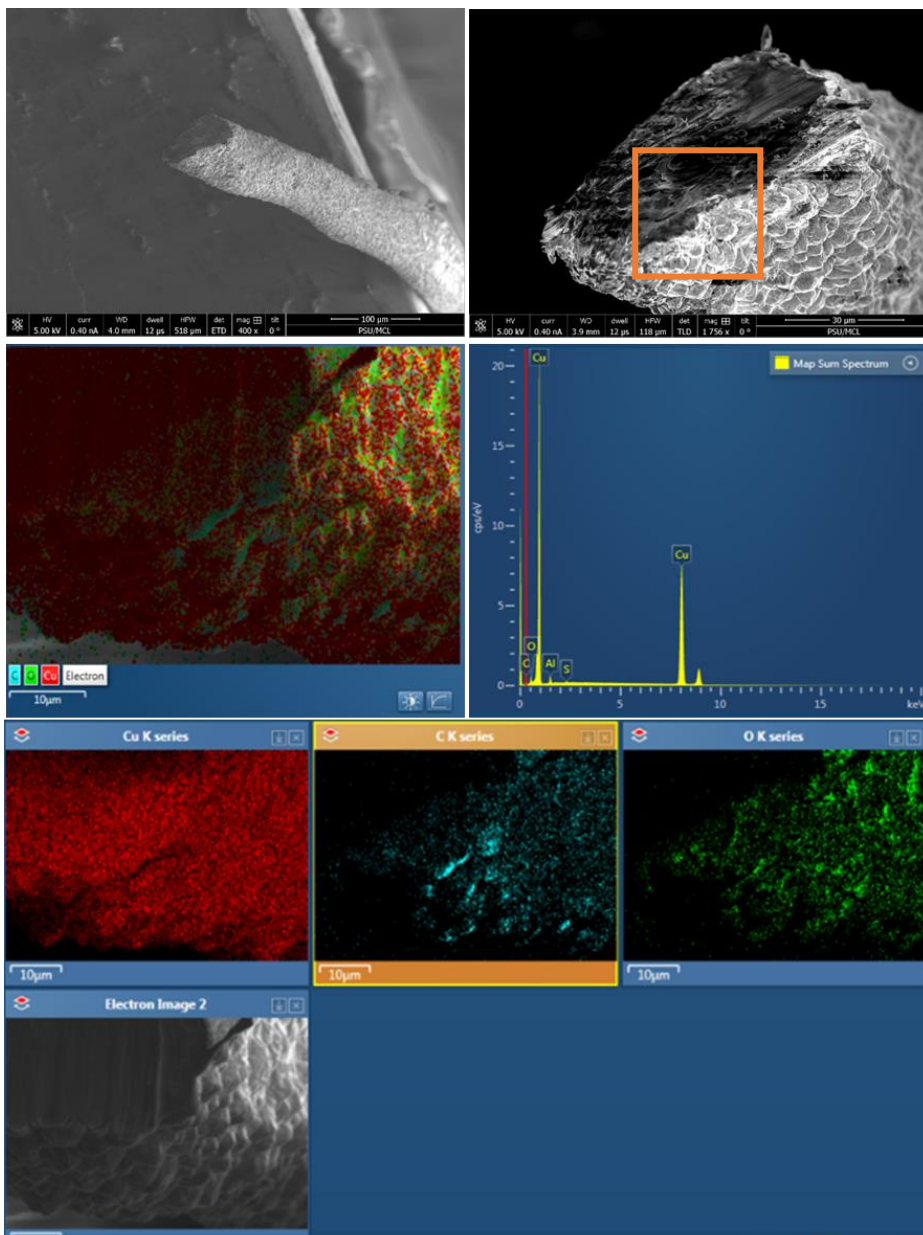 HV curr WD dwell HFW det mag tilt 100 µm
5.00 kV 0.40 nA 4.0 mm 12 µs 518 µm ETD 400 x 0 ° PSU/MCL
HV curr WD dwell HFW det mag tilt 30 µm
5.00 kV 0.40 nA 3.9 mm 12 µs 118 µm TLD 1 756 x 0 ° PSU/MCL
C O Cu Electron
10µm
Map Sum Spectrum
Cu
20
15
cps/eV
10
Cu
5
O
C Al S
0
0 5 10 15 keV
Cu K series
10µm
C K series
10µm
O K series
10µm
Electron Image 2